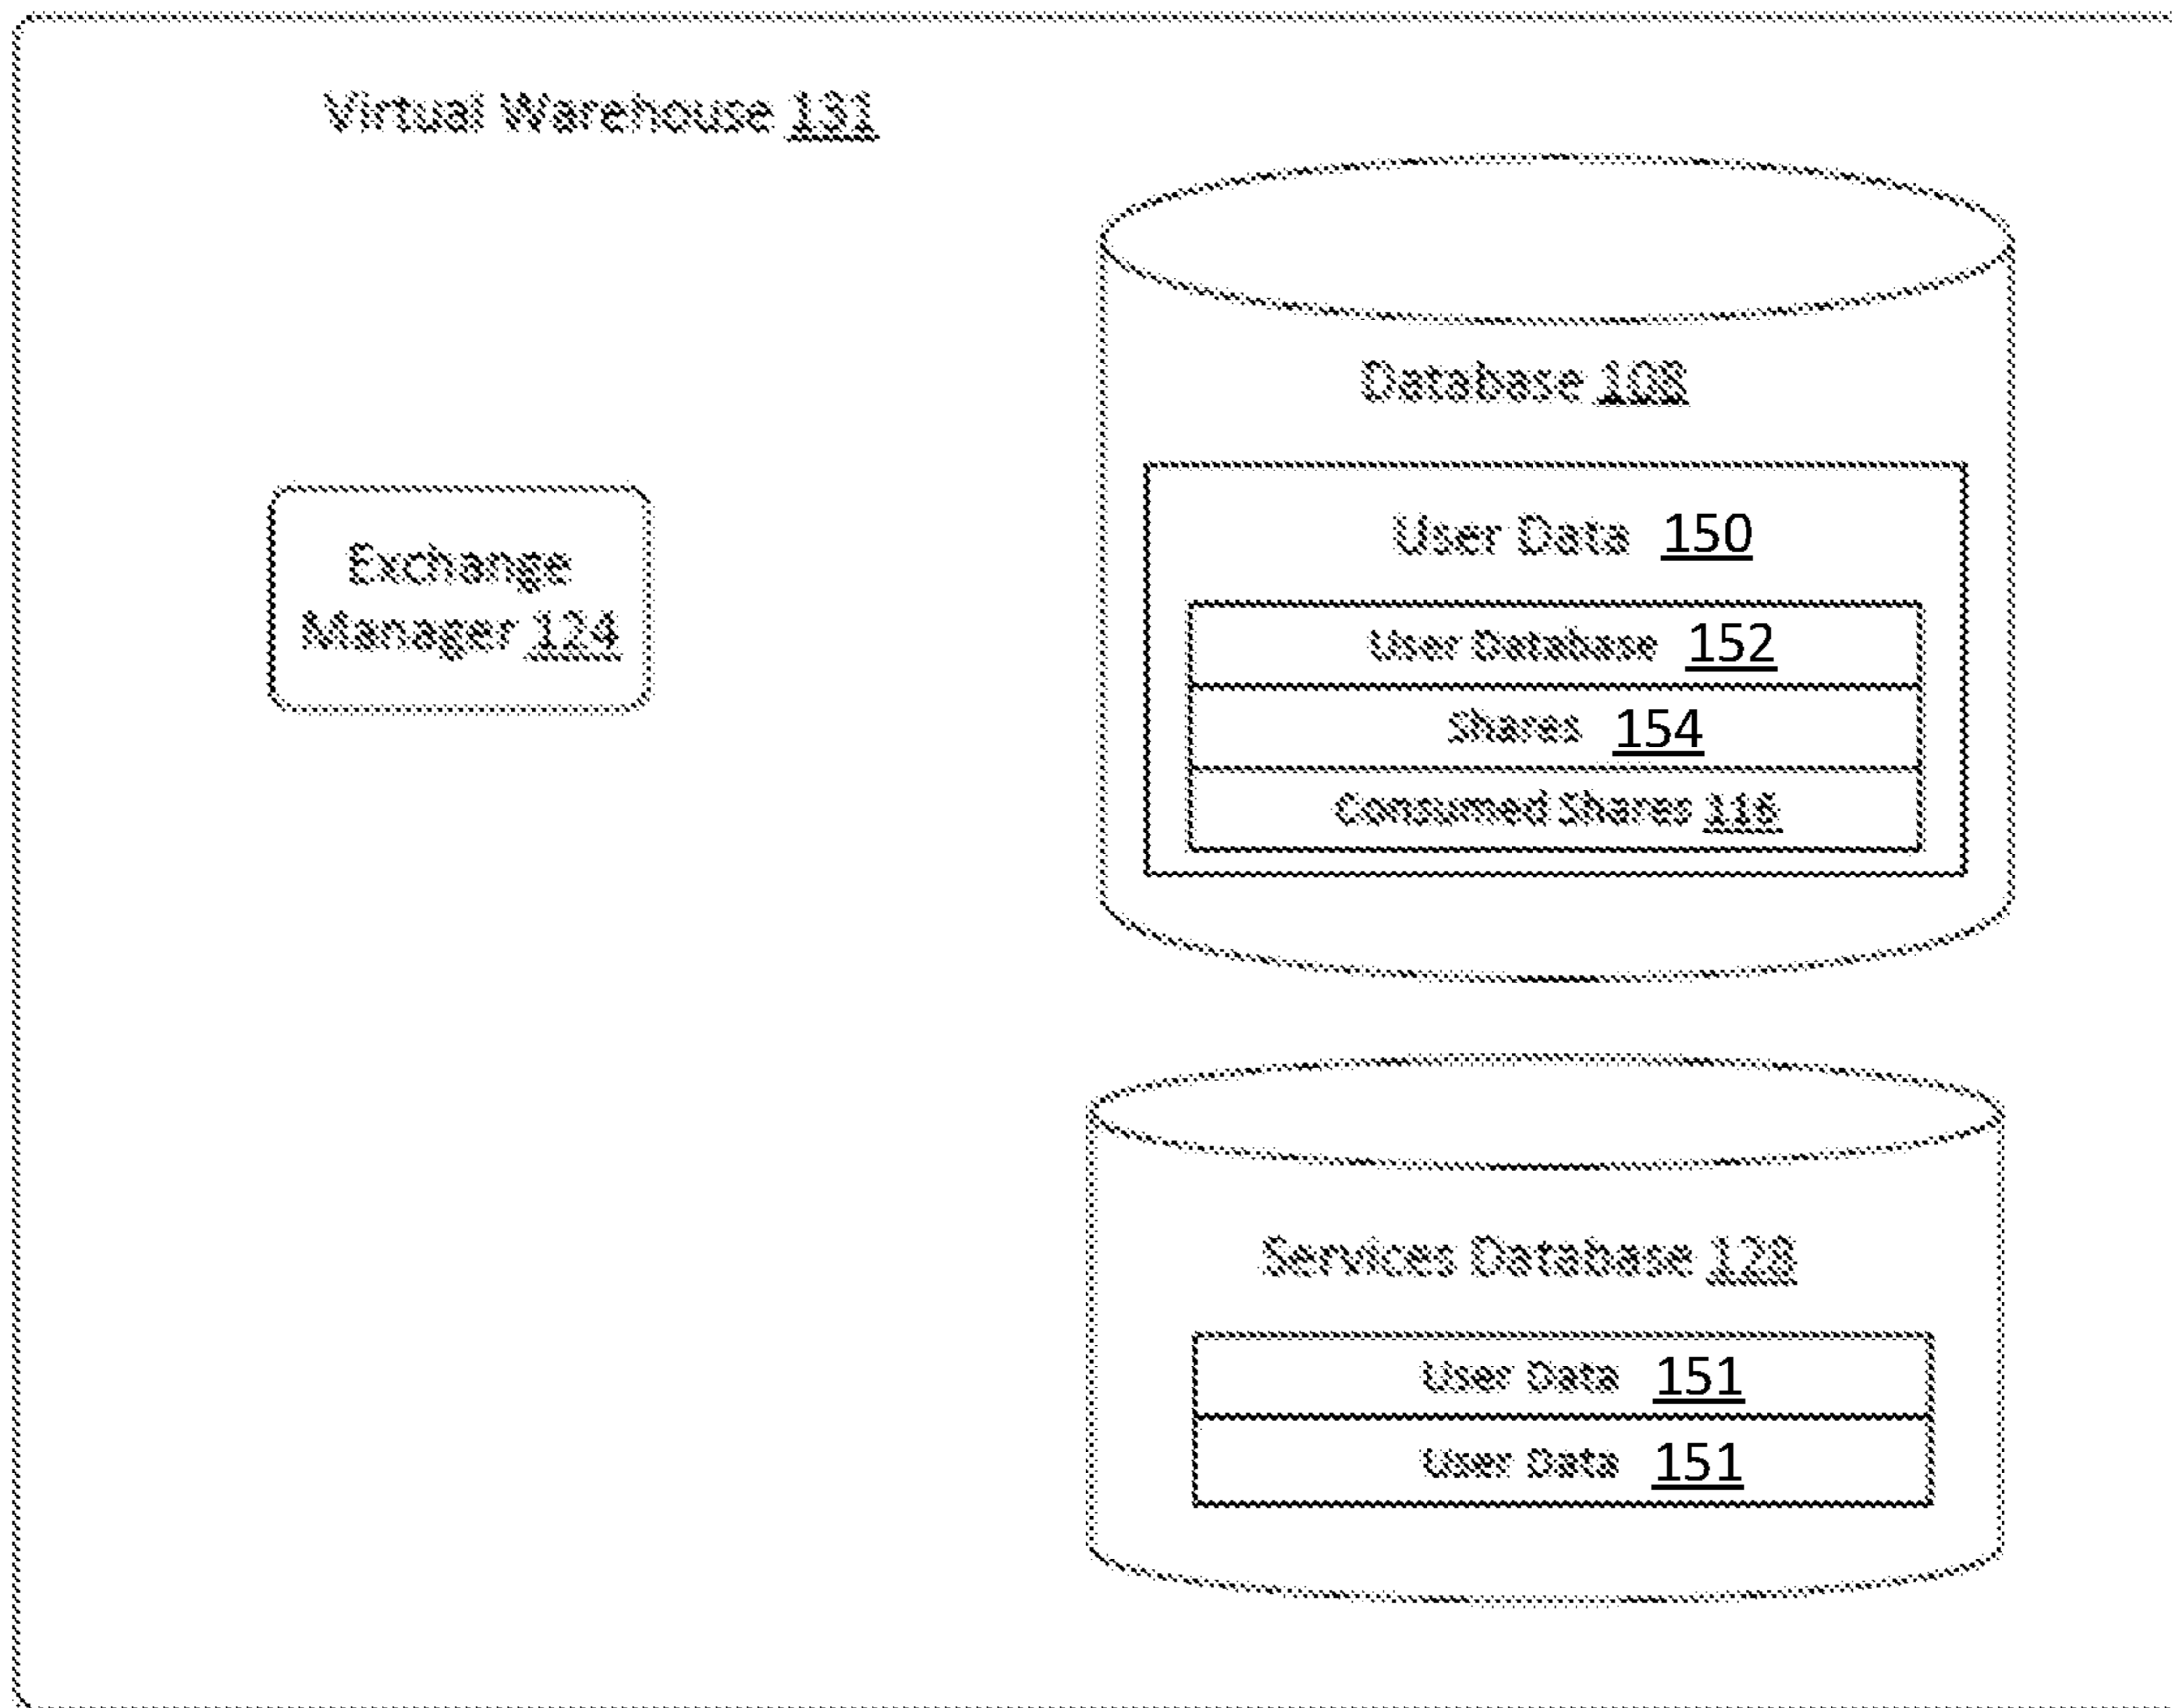 Virtual Warehouse 131
Database 108
Exchange
Manager 124
User Data 150
User Database 152
Shares 154
Consumed Shares 116
Services Database 128
User Data 151
User Data 151